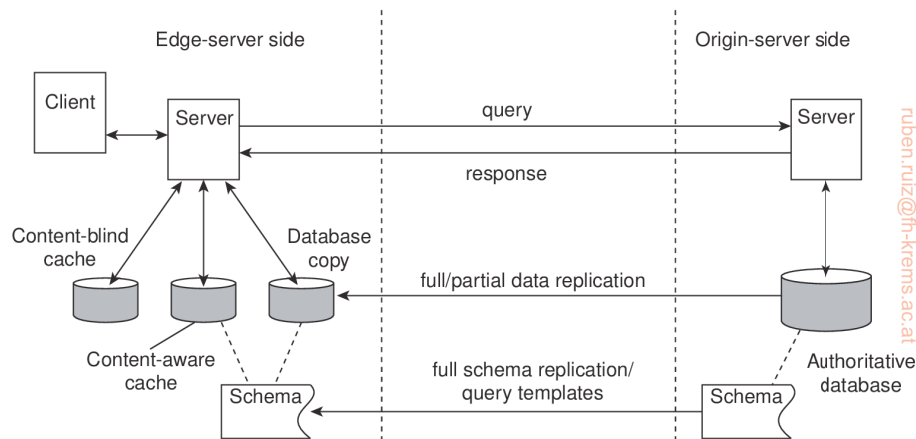 Edge-server side
Origin-server side
Client
Server
query
Server
response
Content-blind
cache
Database
copy
full/partial data replication
Content-aware
cache
full schema replication/
query templates
Authoritative
database
Schema
Schema
ruben.ruiz@fh-krems.ac.at